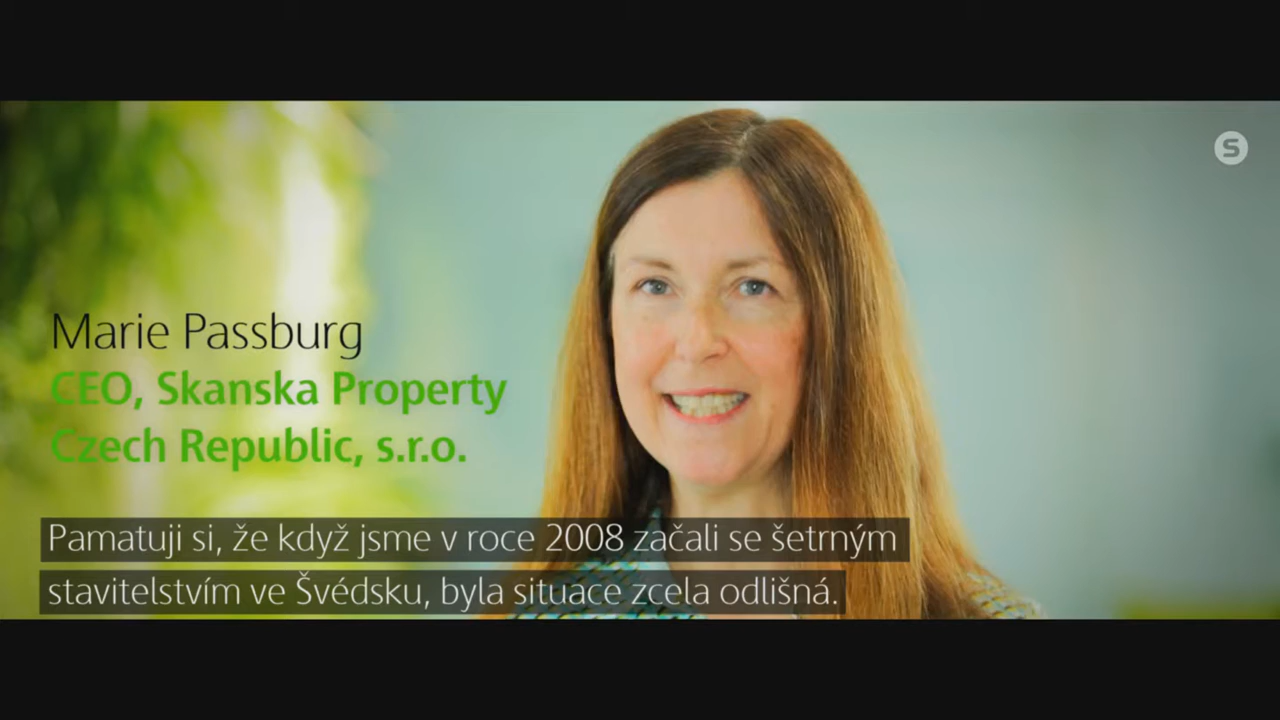 S
Marie Passburg
CEO, Skanska Property
Czech Republic, s.r.o.
Pamatuji si, že když jsme v roce 2008 začali se šetrným
stavitelstvím ve Švédsku, byla situace zcela odlišná.